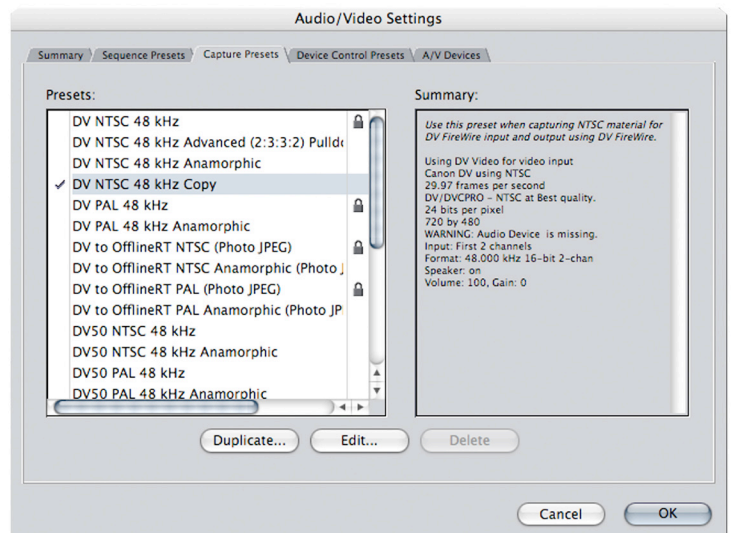 Audio/Video Settings
Summary
Sequence Presets
Capture Presets
Device Control Presets
A/V Devices
Presets:
DV NTSC 48 kHz
DV NTSC 48 kHz Advanced (2:3:3:2) Pulldo
DV NTSC 48 kHz Anamorphic
DV NTSC 48 kHz Copy
DV PAL 48 kHz
DV PAL 48 kHz Anamorphic
DV to OfflineRT NTSC (Photo JPEG)
DV to OfflineRT NTSC Anamorphic (Photo J
DV to OfflineRT PAL (Photo JPEG)
DV to OfflineRT PAL Anamorphic (Photo JP
DV50 NTSC 48 kHz
DV50 NTSC 48 kHz Anamorphic
DV50 PAL 48 kHz
DV50 PAL 48 kHz Anamorphic
Summary:
Use this preset when capturing NTSC material for
DV FireWire input and output using DV FireWire.
Using DV Video for video input
Canon DV using NTSC
29.97 frames per second
DV/DVCPRO – NTSC at Best quality.
24 bits per pixel
720 by 480
WARNING: Audio Device is missing.
Input: First 2 channels
Format: 48.000 kHz 16-bit 2-chan
Speaker: on
Volume: 100, Gain: 0
Duplicate...
Edit...
Delete
Cancel
OK